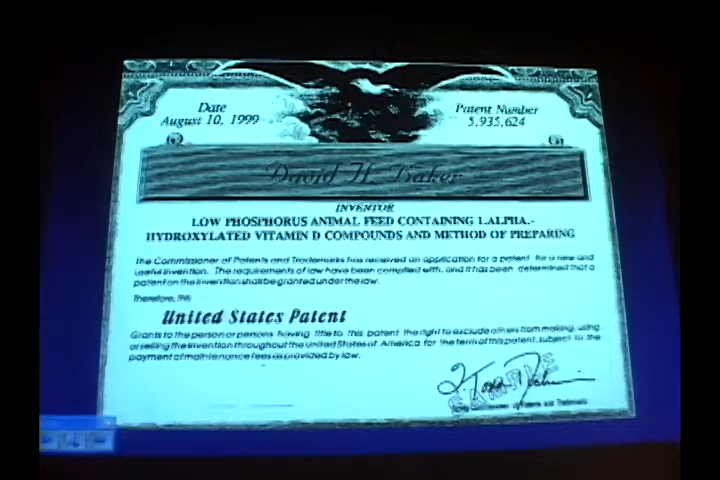 Date
August 10, 1999
Patent Number
5,935,624
David H. Baker
INVENTOR
LOW PHOSPHORUS ANIMAL FEED CONTAINING 1.ALPHA.-
HYDROXYLATED VITAMIN D COMPOUNDS AND METHOD OF PREPARING
The Commissioner of Patents and Trademarks has received an application for a patent for a new and
useful invention. The requirements of law have been complied with, and it has been determined that a
patent on the invention shall be granted under the law.
Therefore, this
United States Patent
Grants to the person or persons having title to this patent the right to exclude others from making, using
or selling the invention throughout the United States of America for the term of this patent, subject to the
payment of maintenance fees as provided by law.
SAMPLE
Commissioner of Patents and Trademarks